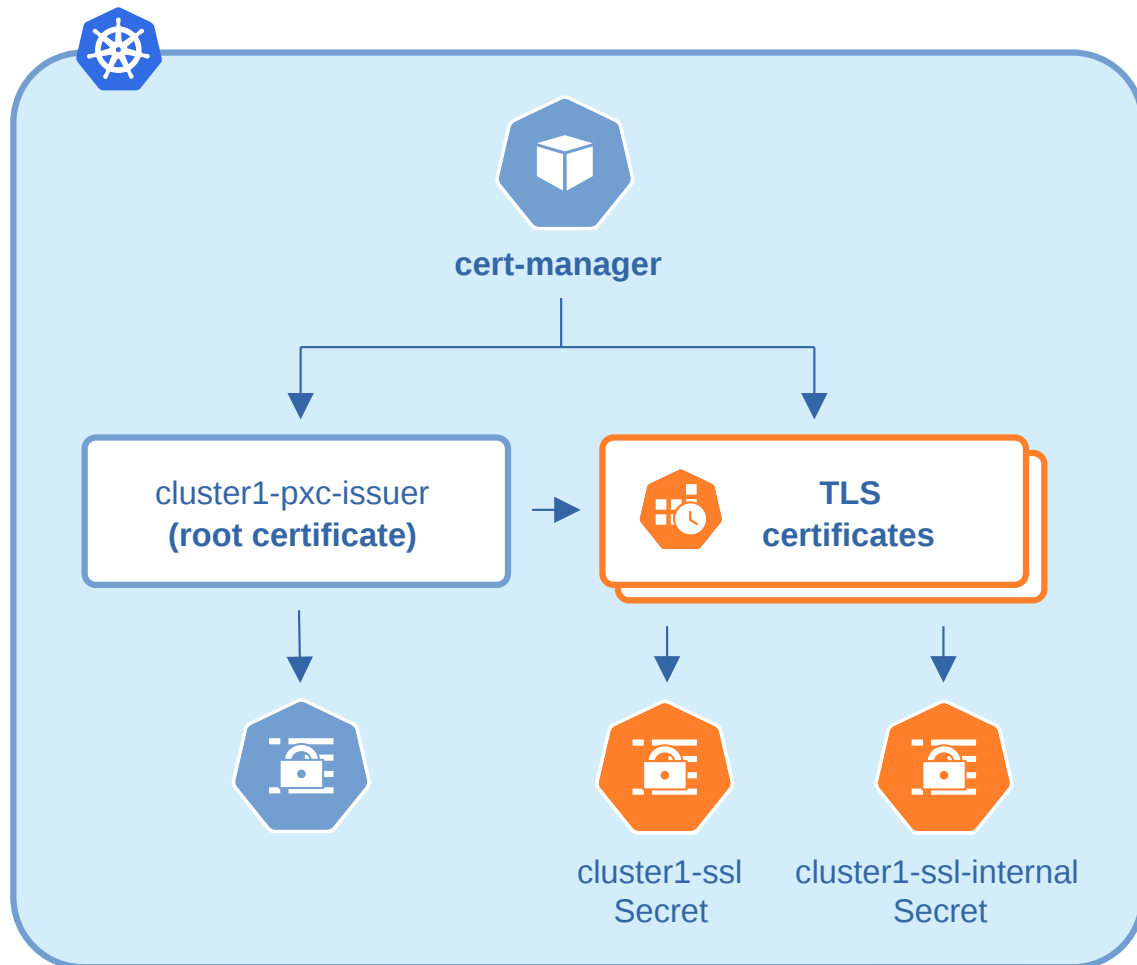 cert-manager
cluster1-pxc-issuer
(root certificate)
TLS
certificates
cluster1-ssl
Secret
cluster1-ssl-internal
Secret